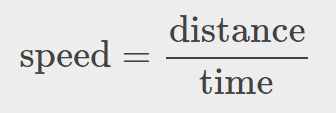 speed = distance
time